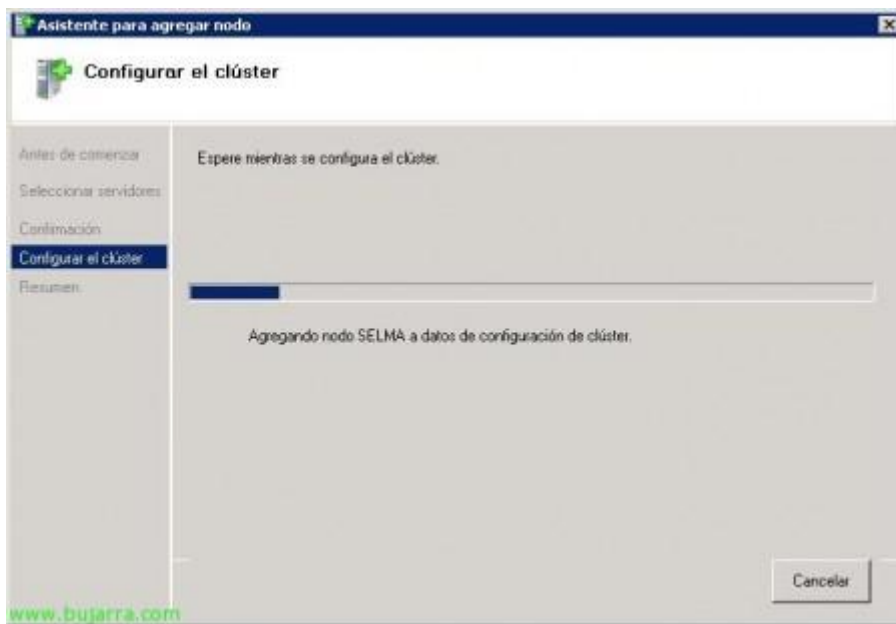 Asistente para agregar nodo
Configurar el clúster
Antes de comenzar
Seleccionar servidores
Confirmación
Configurar el clúster
Resumen
Espere mientras se configura el clúster.
Agregando nodo SELMA a datos de configuración de clúster.
Cancelar
www.bujarra.com